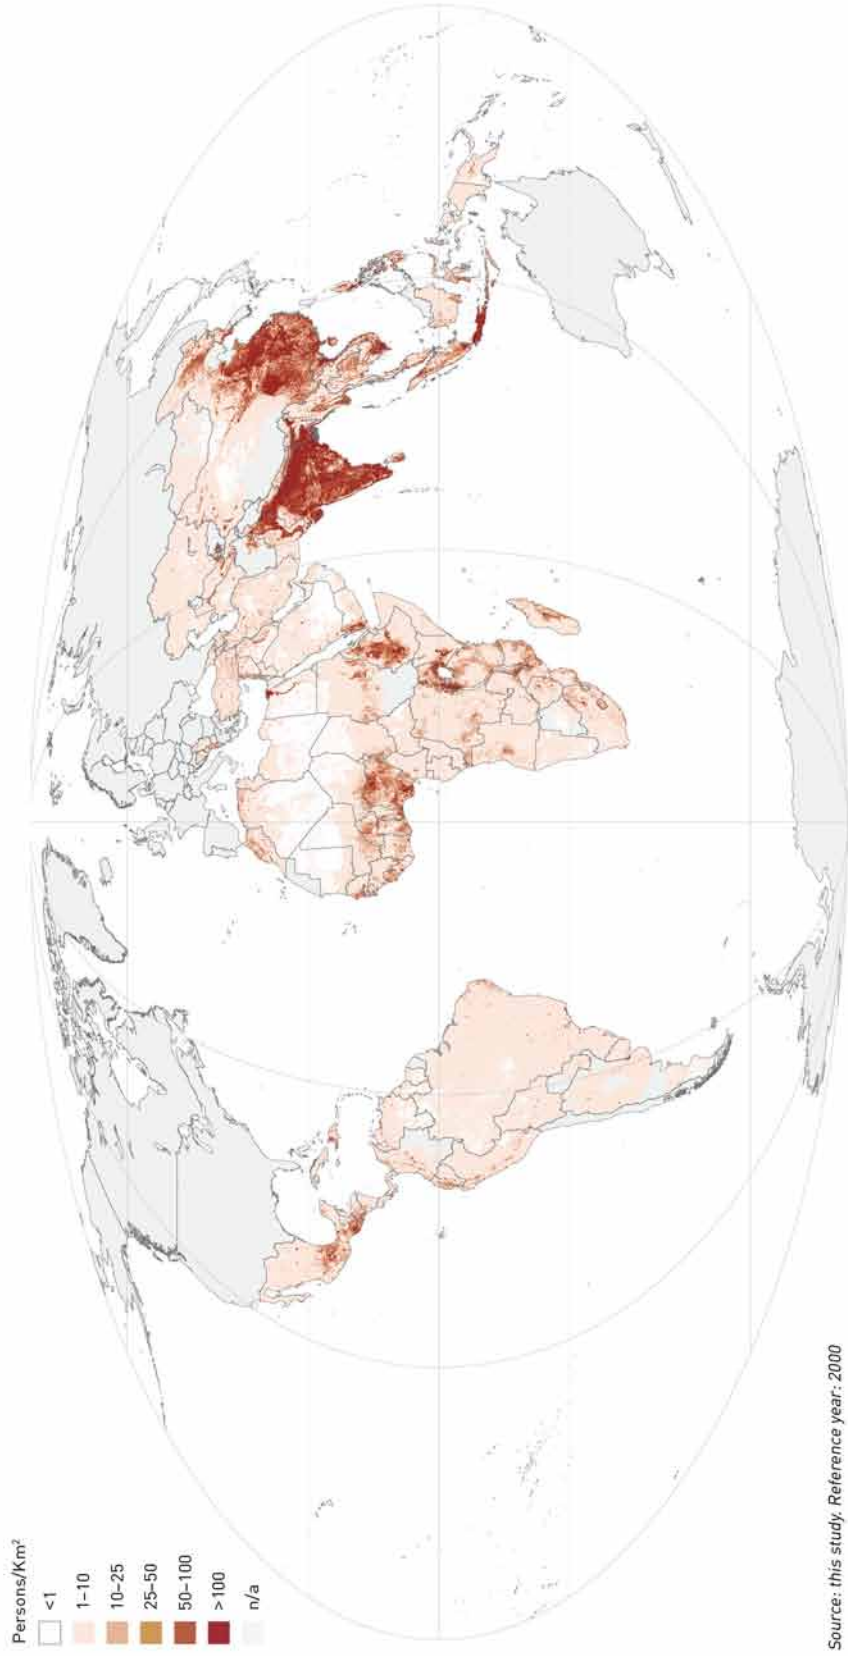 Persons/Km²
<1
1–10
10–25
25–50
50–100
>100
n/a
Source: this study. Reference year: 2000